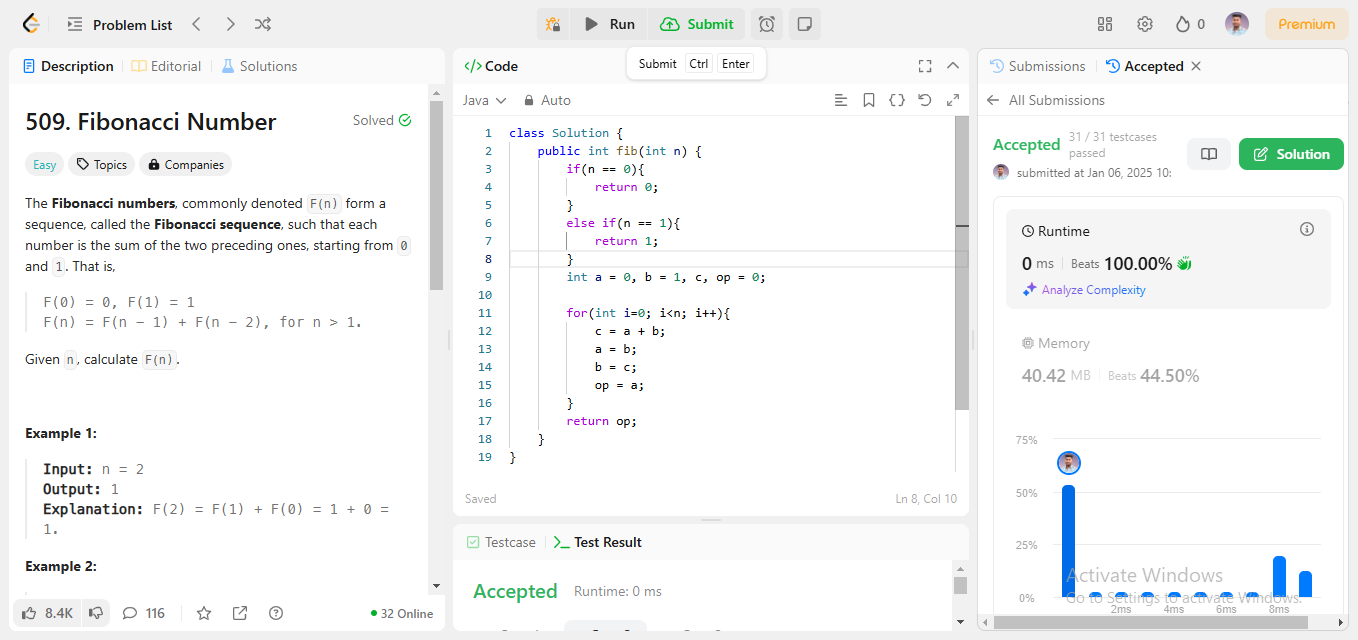 Problem List
Run
Submit
0
Premium
Description
Editorial
Solutions
509. Fibonacci Number
Solved
Easy
Topics
Companies
The Fibonacci numbers, commonly denoted F(n) form a
sequence, called the Fibonacci sequence, such that each
number is the sum of the two preceding ones, starting from 0
and 1. That is,
F(0) = 0, F(1) = 1
F(n) = F(n - 1) + F(n - 2), for n > 1.
Given n, calculate F(n).
Example 1:
Input: n = 2
Output: 1
Explanation: F(2) = F(1) + F(0) = 1 + 0 =
1.
Example 2:
8.4K
116
32 Online
Code
Submit Ctrl Enter
Java
Auto
1 class Solution {
2 public int fib(int n) {
3 if(n == 0){
4 return 0;
5 }
6 else if(n == 1){
7 return 1;
8 }
9 int a = 0, b = 1, c, op = 0;
10
11 for(int i=0; i<n; i++){
12 c = a + b;
13 a = b;
14 b = c;
15 op = a;
16 }
17 return op;
18 }
19 }
Saved
Ln 8, Col 10
Testcase
Test Result
Accepted
Runtime: 0 ms
Submissions
Accepted
All Submissions
Accepted
31 / 31 testcases
passed
submitted at Jan 06, 2025 10:
Solution
Runtime
0 ms
Beats 100.00%
Analyze Complexity
Memory
40.42 MB
Beats 44.50%
75%
50%
25%
0%
2ms
4ms
6ms
8ms
Activate Windows
Go to Settings to activate Windows.